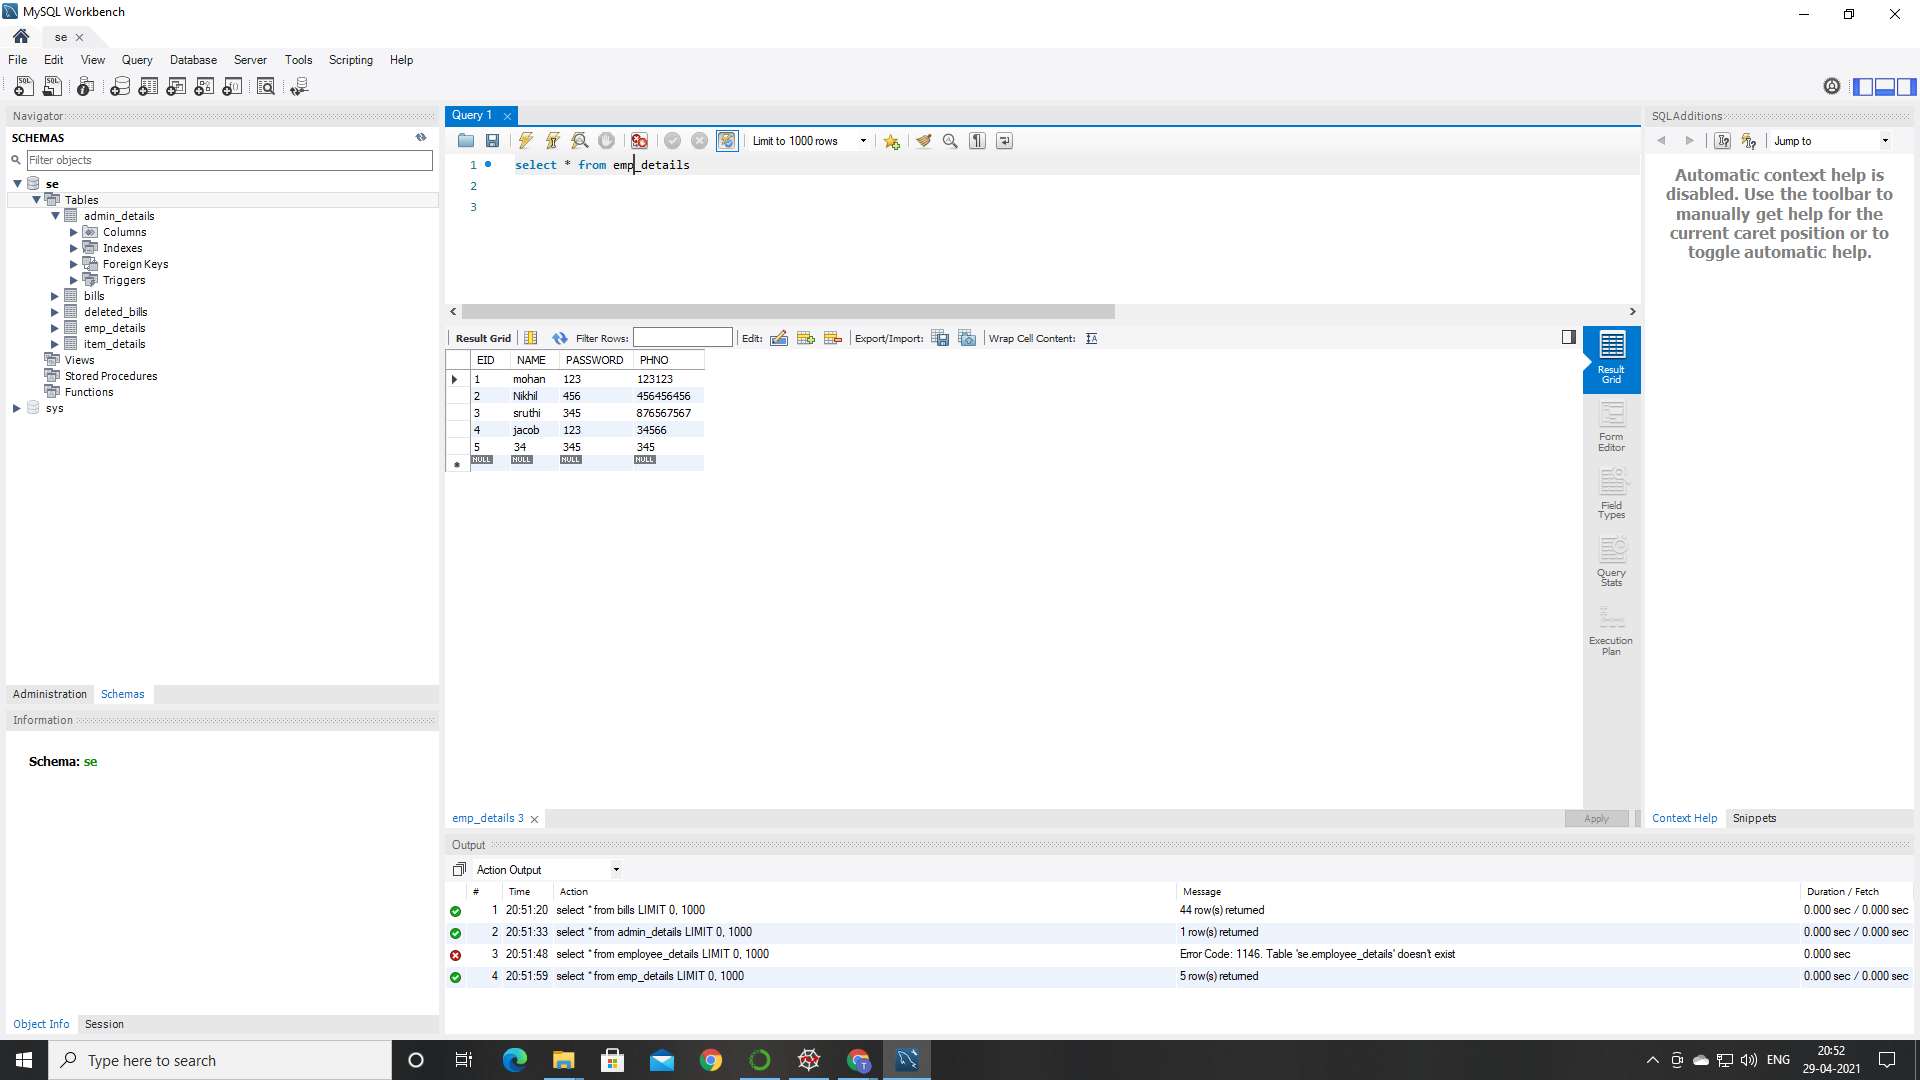 MySQL Workbench
se
File Edit View Query Database Server Tools Scripting Help
Navigator
SCHEMAS
Filter objects
se
Tables
admin_details
Columns
Indexes
Foreign Keys
Triggers
bills
deleted_bills
emp_details
item_details
Views
Stored Procedures
Functions
sys
Administration Schemas
Information
Schema: se
Object Info Session
Query 1
Limit to 1000 rows
1 select * from emp_details
2
3
Result Grid Filter Rows: Edit: Export/Import: Wrap Cell Content:
EID NAME PASSWORD PHNO
1 mohan 123 123123
2 Nikhil 456 456456456
3 sruthi 345 876567567
4 jacob 123 34566
5 34 345 345
NULL NULL NULL NULL
Result
Grid
Form
Editor
Field
Types
Query
Stats
Execution
Plan
emp_details 3
Apply
SQLAdditions
Jump to
Automatic context help is
disabled. Use the toolbar to
manually get help for the
current caret position or to
toggle automatic help.
Context Help Snippets
Output
Action Output
# Time Action Message Duration / Fetch
1 20:51:20 select * from bills LIMIT 0, 1000 44 row(s) returned 0.000 sec / 0.000 sec
2 20:51:33 select * from admin_details LIMIT 0, 1000 1 row(s) returned 0.000 sec / 0.000 sec
3 20:51:48 select * from employee_details LIMIT 0, 1000 Error Code: 1146. Table 'se.employee_details' doesn't exist 0.000 sec
4 20:51:59 select * from emp_details LIMIT 0, 1000 5 row(s) returned 0.000 sec / 0.000 sec
Type here to search
ENG
20:52
29-04-2021